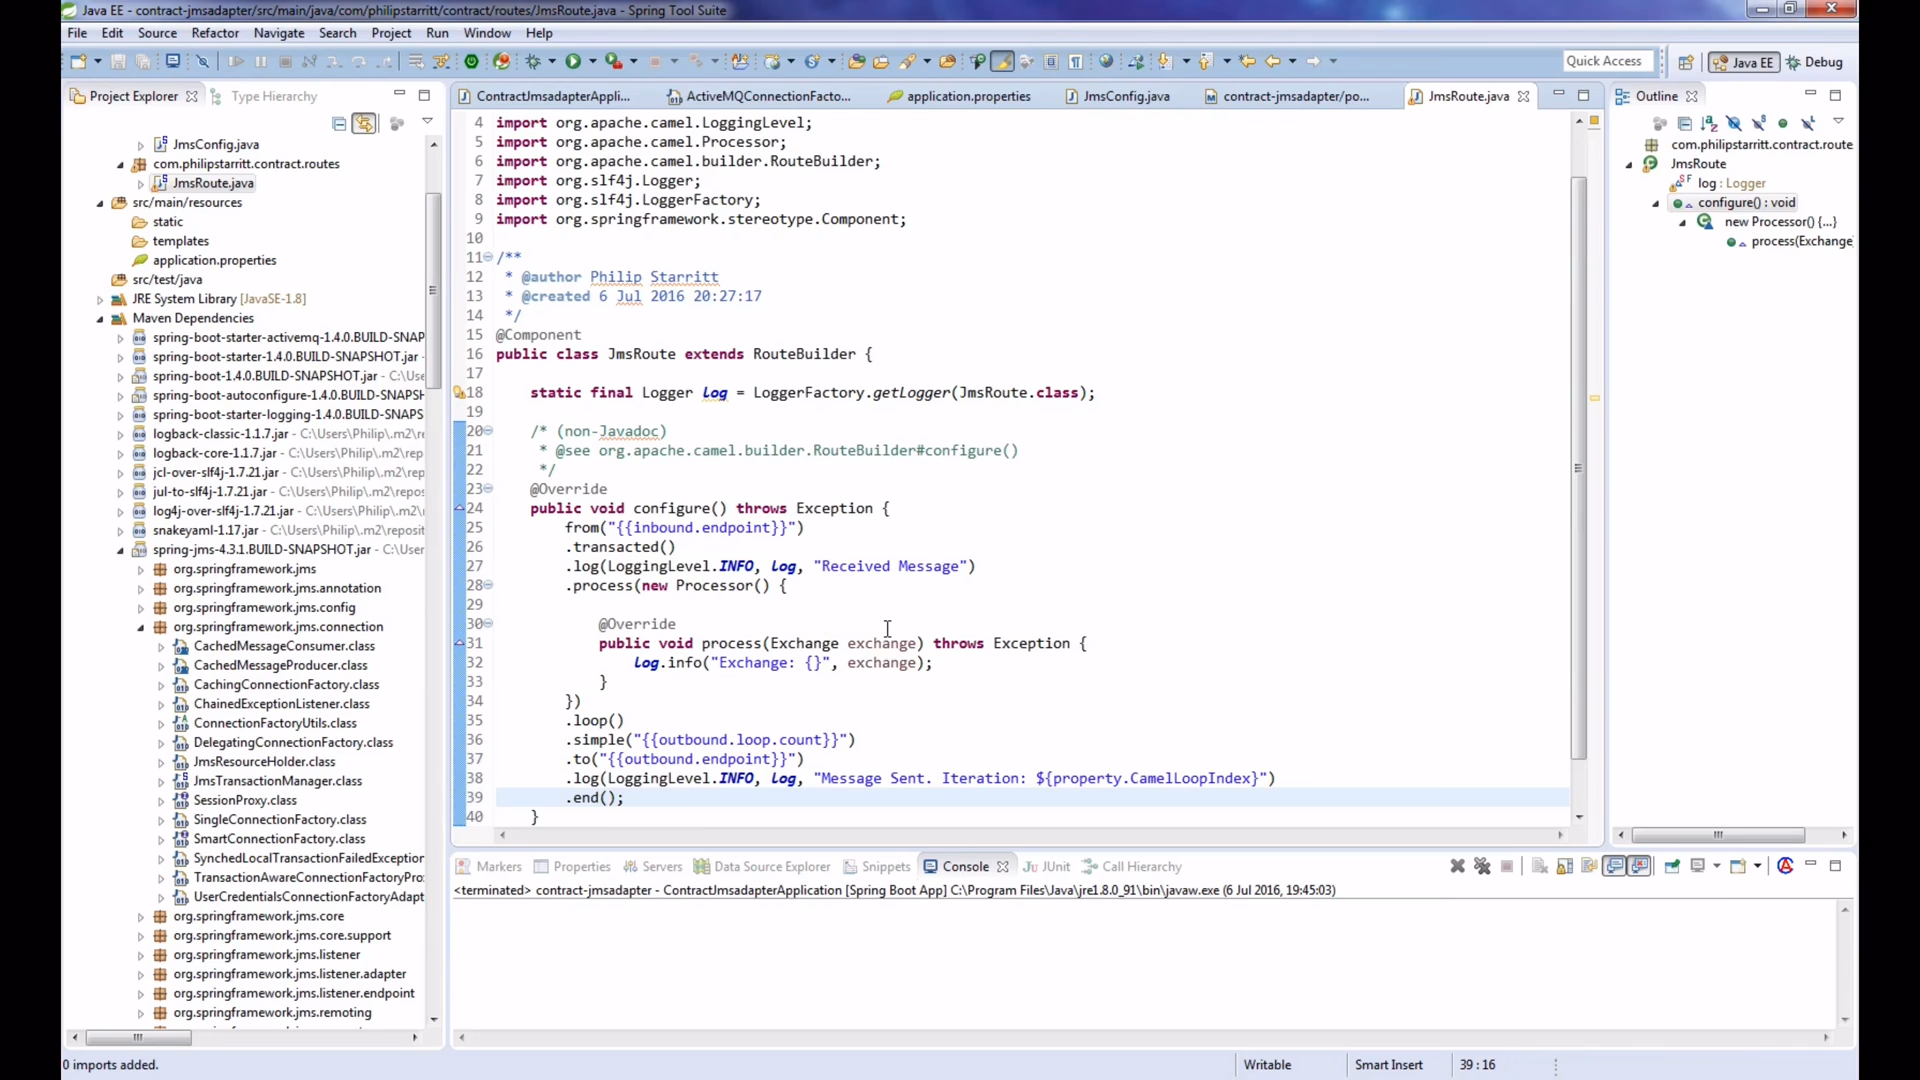 Java EE - contract-jmsadapter/src/main/java/com/philipstarritt/contract/routes/JmsRoute.java - Spring Tool Suite
File Edit Source Refactor Navigate Search Project Run Window Help
Quick Access
Java EE
Debug
Project Explorer
Type Hierarchy
JmsConfig.java
com.philipstarritt.contract.routes
JmsRoute.java
src/main/resources
static
templates
application.properties
src/test/java
JRE System Library [JavaSE-1.8]
Maven Dependencies
spring-boot-starter-activemq-1.4.0.BUILD-SNAP
spring-boot-starter-1.4.0.BUILD-SNAPSHOT.jar
spring-boot-1.4.0.BUILD-SNAPSHOT.jar - C:\Use
spring-boot-autoconfigure-1.4.0.BUILD-SNAPSH
spring-boot-starter-logging-1.4.0.BUILD-SNAPS
logback-classic-1.1.7.jar - C:\Users\Philip\.m2\rep
logback-core-1.1.7.jar - C:\Users\Philip\.m2\rep
jcl-over-slf4j-1.7.21.jar - C:\Users\Philip\.m2\rep
jul-to-slf4j-1.7.21.jar - C:\Users\Philip\.m2\repos
log4j-over-slf4j-1.7.21.jar - C:\Users\Philip\.m2\r
snakeyaml-1.17.jar - C:\Users\Philip\.m2\reposit
spring-jms-4.3.1.BUILD-SNAPSHOT.jar - C:\Users
org.springframework.jms
org.springframework.jms.annotation
org.springframework.jms.config
org.springframework.jms.connection
CachedMessageConsumer.class
CachedMessageProducer.class
CachingConnectionFactory.class
ChainedExceptionListener.class
ConnectionFactoryUtils.class
DelegatingConnectionFactory.class
JmsResourceHolder.class
JmsTransactionManager.class
SessionProxy.class
SingleConnectionFactory.class
SmartConnectionFactory.class
SynchedLocalTransactionFailedException
TransactionAwareConnectionFactoryPro
UserCredentialsConnectionFactoryAdapt
org.springframework.jms.core
org.springframework.jms.core.support
org.springframework.jms.listener
org.springframework.jms.listener.adapter
org.springframework.jms.listener.endpoint
org.springframework.jms.remoting
ContractJmsadapterAppli...
ActiveMQConnectionFacto...
application.properties
JmsConfig.java
contract-jmsadapter/po...
JmsRoute.java
4 import org.apache.camel.LoggingLevel;
5 import org.apache.camel.Processor;
6 import org.apache.camel.builder.RouteBuilder;
7 import org.slf4j.Logger;
8 import org.slf4j.LoggerFactory;
9 import org.springframework.stereotype.Component;
10
11 /**
12 * @author Philip Starritt
13 * @created 6 Jul 2016 20:27:17
14 */
15 @Component
16 public class JmsRoute extends RouteBuilder {
17
18 static final Logger log = LoggerFactory.getLogger(JmsRoute.class);
19
20 /* (non-Javadoc)
21 * @see org.apache.camel.builder.RouteBuilder#configure()
22 */
23 @Override
24 public void configure() throws Exception {
25 from("{{inbound.endpoint}}")
26 .transacted()
27 .log(LoggingLevel.INFO, log, "Received Message")
28 .process(new Processor() {
29
30 @Override
31 public void process(Exchange exchange) throws Exception {
32 log.info("Exchange: {}", exchange);
33 }
34 })
35 .loop()
36 .simple("{{outbound.loop.count}}")
37 .to("{{outbound.endpoint}}")
38 .log(LoggingLevel.INFO, log, "Message Sent. Iteration: ${property.CamelLoopIndex}")
39 .end();
40 }
Outline
com.philipstarritt.contract.route
JmsRoute
log : Logger
configure() : void
new Processor() {...}
process(Exchange
Markers
Properties
Servers
Data Source Explorer
Snippets
Console
JUnit
Call Hierarchy
<terminated> contract-jmsadapter - ContractJmsadapterApplication [Spring Boot App] C:\Program Files\Java\jre1.8.0_91\bin\javaw.exe (6 Jul 2016, 19:45:03)
0 imports added.
Writable
Smart Insert
39 : 16